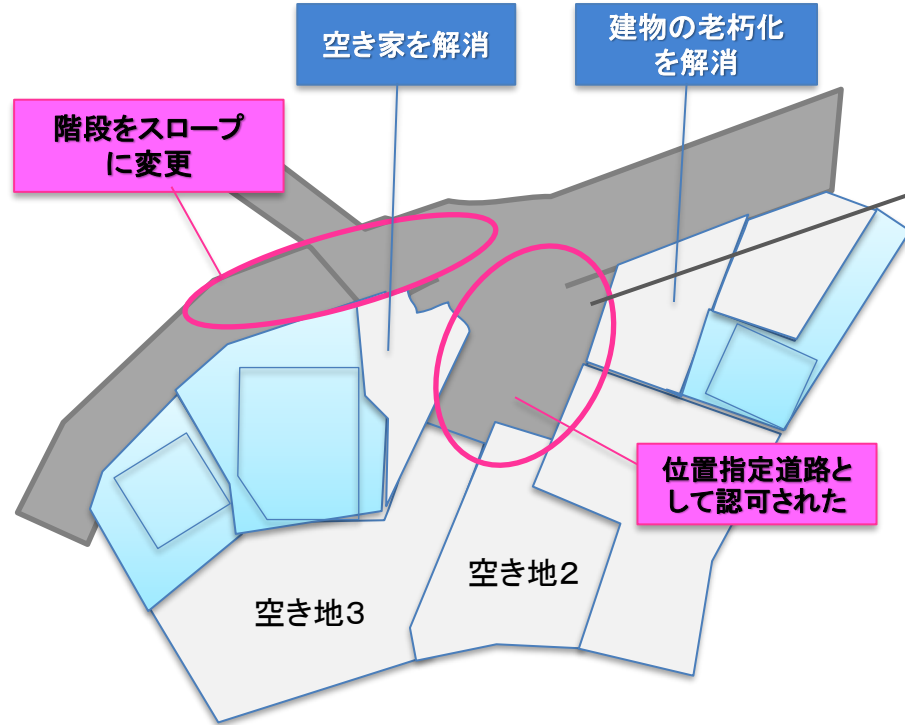 空き家を解消
建物の老朽化
を解消
階段をスロープ
に変更
位置指定道路と
して認可された
空き地２
空き地３